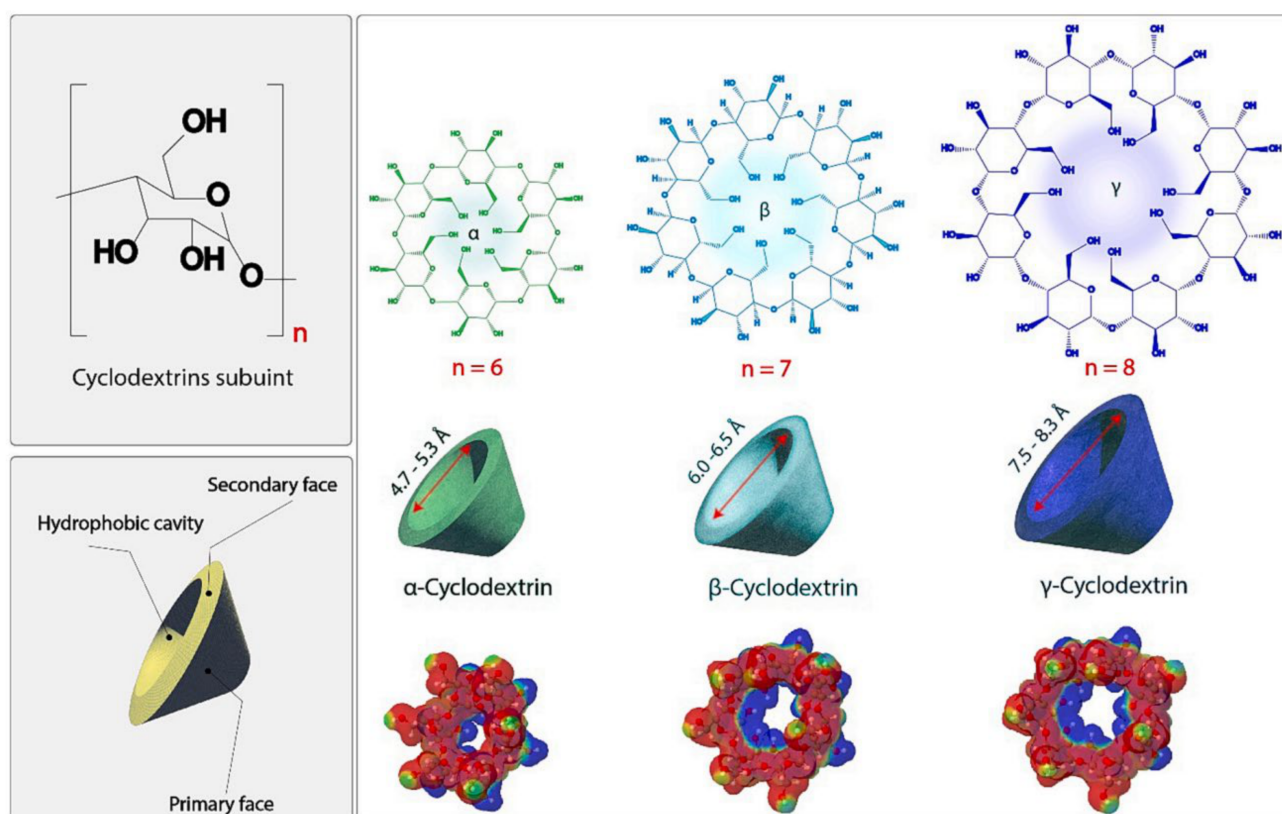 OH
O
HO
OH
O
n
Cyclodextrins subuint
Secondary face
Hydrophobic cavity
Primary face
α
β
γ
n = 6
n = 7
n = 8
4.7 - 5.3 Å
6.0 -6.5 Å
7.5 - 8.3 Å
α-Cyclodextrin
β-Cyclodextrin
γ-Cyclodextrin